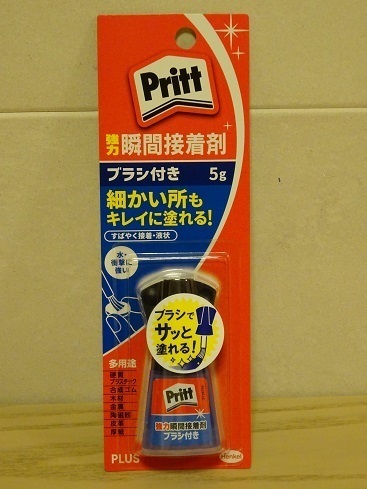 Pritt
強力 瞬間接着剤
ブラシ付き 5g
細かい所も
キレイに塗れる!
すばやく接着・液状
水・
衝撃に
強い
ブラシで
サッと
塗れる!
多用途
硬質
プラスチック
合成ゴム
木材
金属
陶磁器
皮革
厚紙
Pritt
強力瞬間接着剤
ブラシ付き
PLUS
Henkel